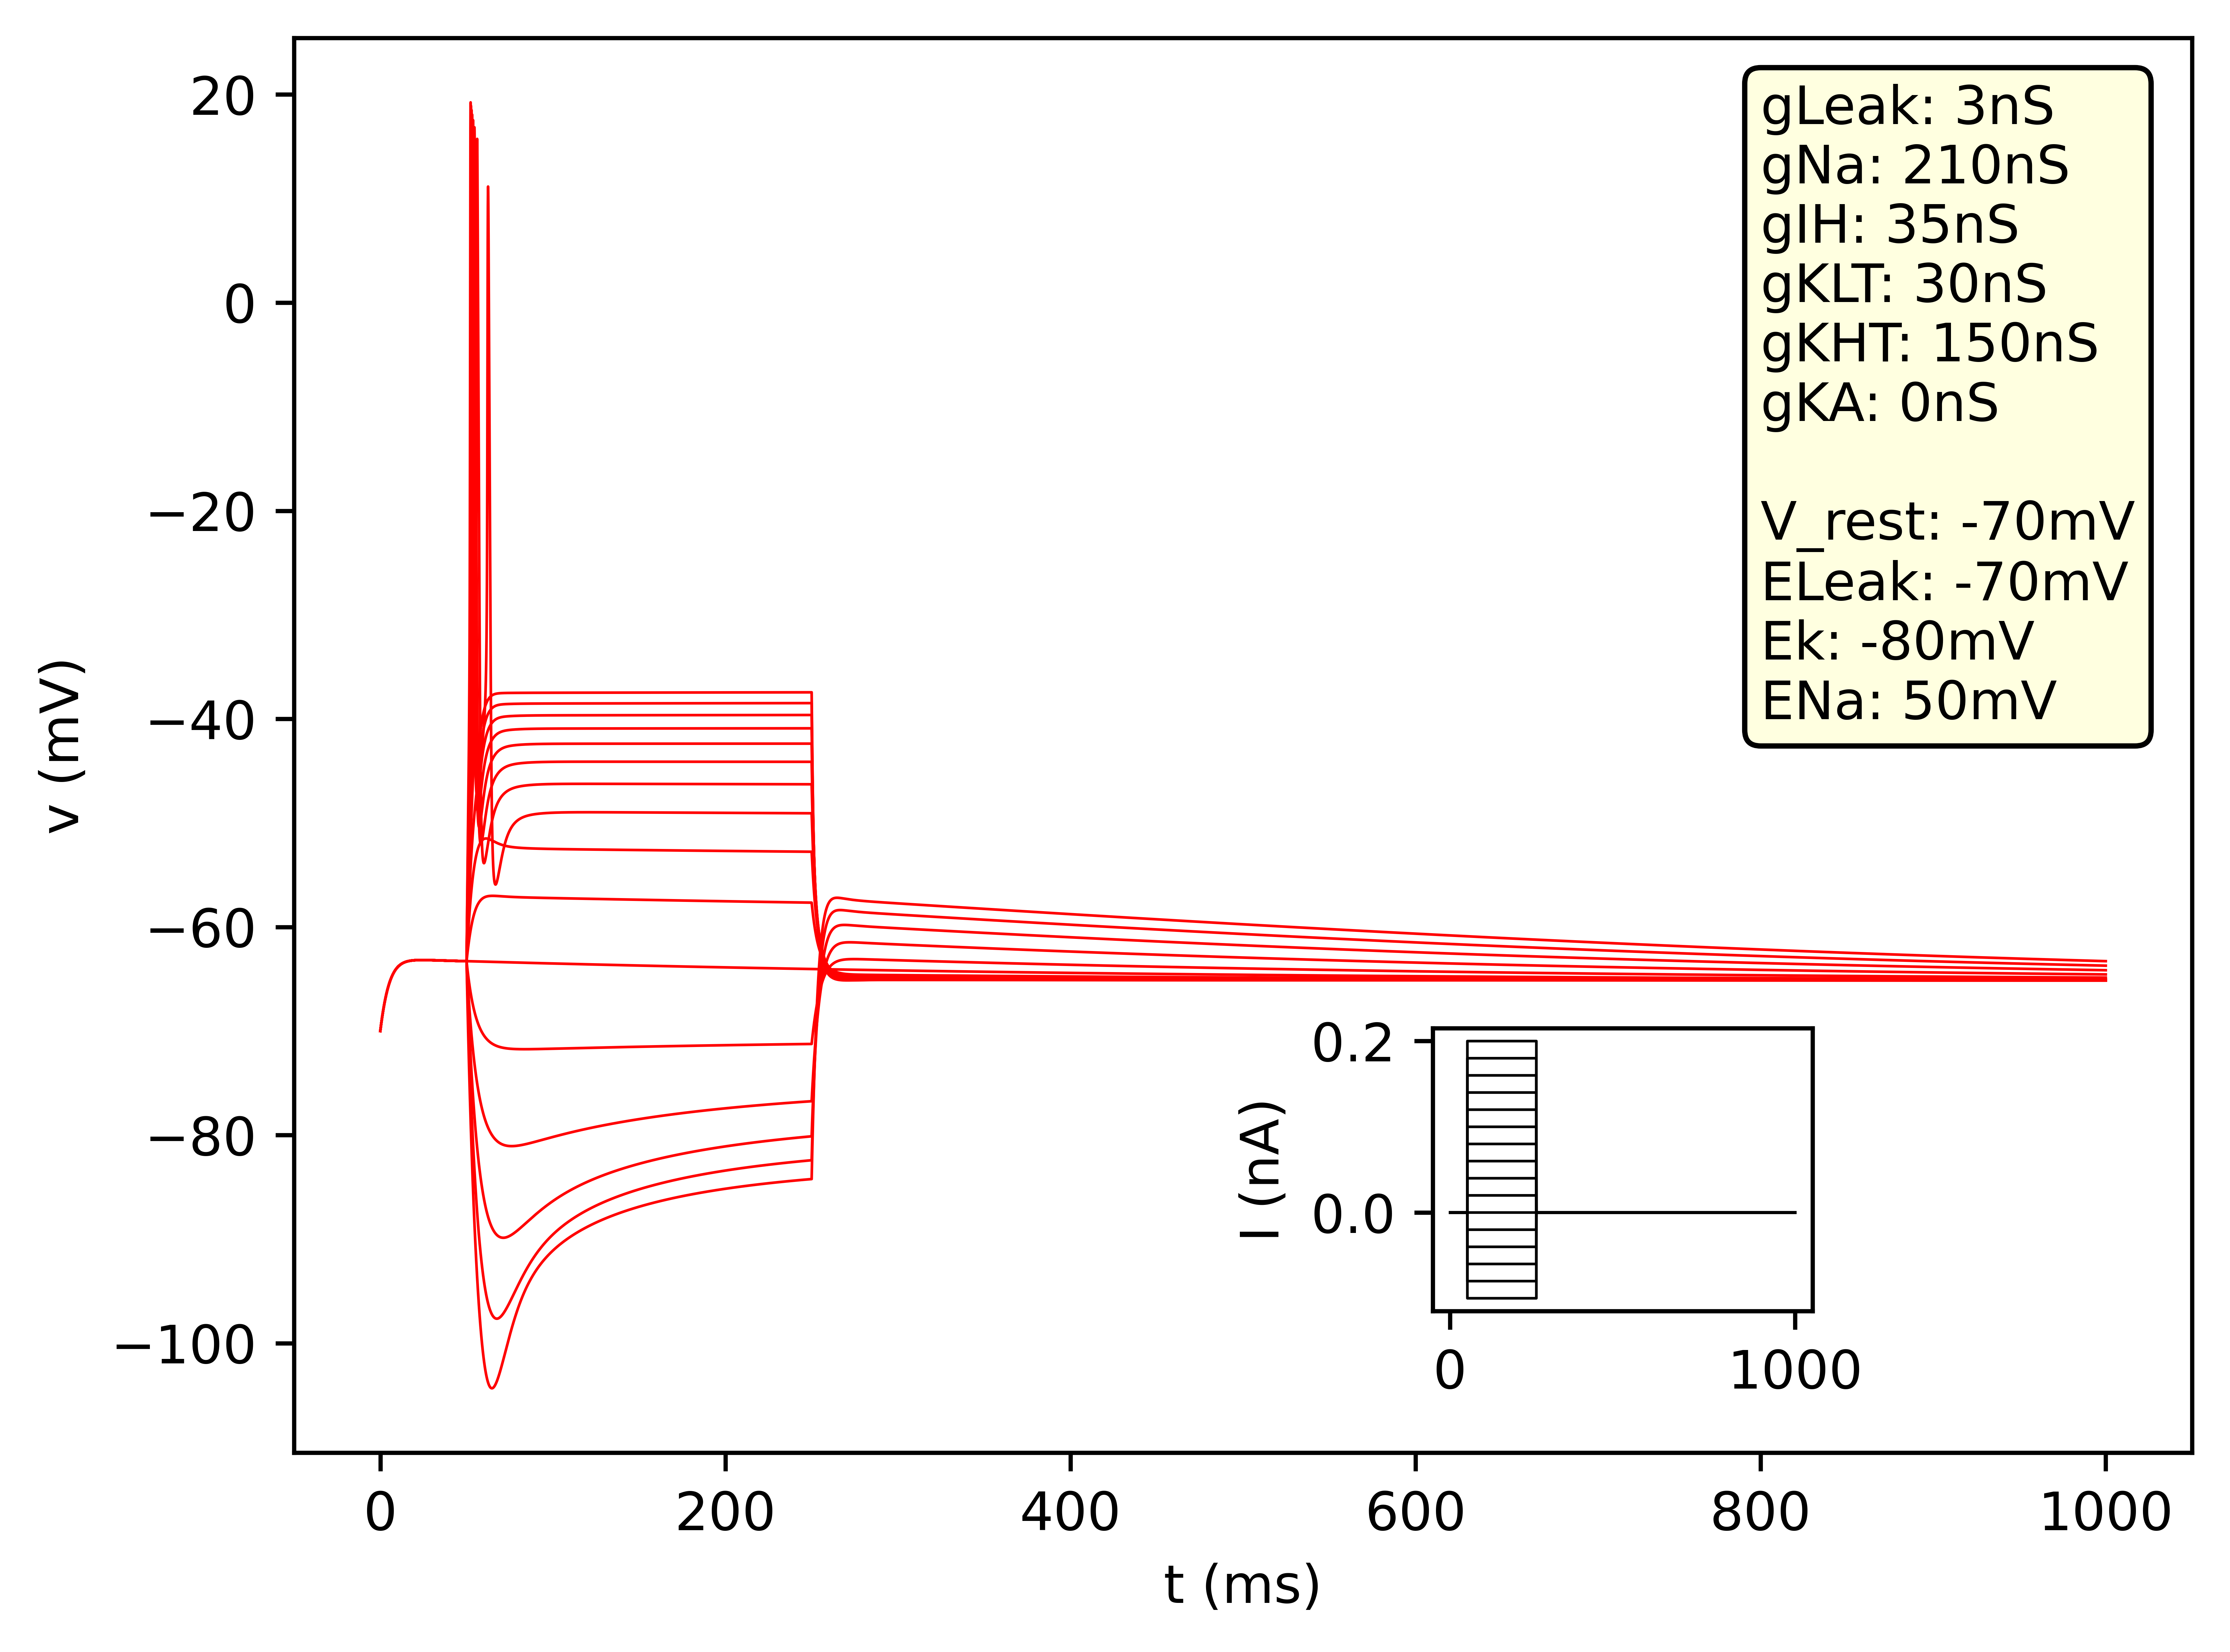 20
0
−20
−40
−60
−80
−100
v (mV)
0
200
400
600
800
1000
t (ms)
gLeak: 3nS
gNa: 210nS
gIH: 35nS
gKLT: 30nS
gKHT: 150nS
gKA: 0nS
V_rest: -70mV
ELeak: -70mV
Ek: -80mV
ENa: 50mV
0.2
0.0
I (nA)
0
1000